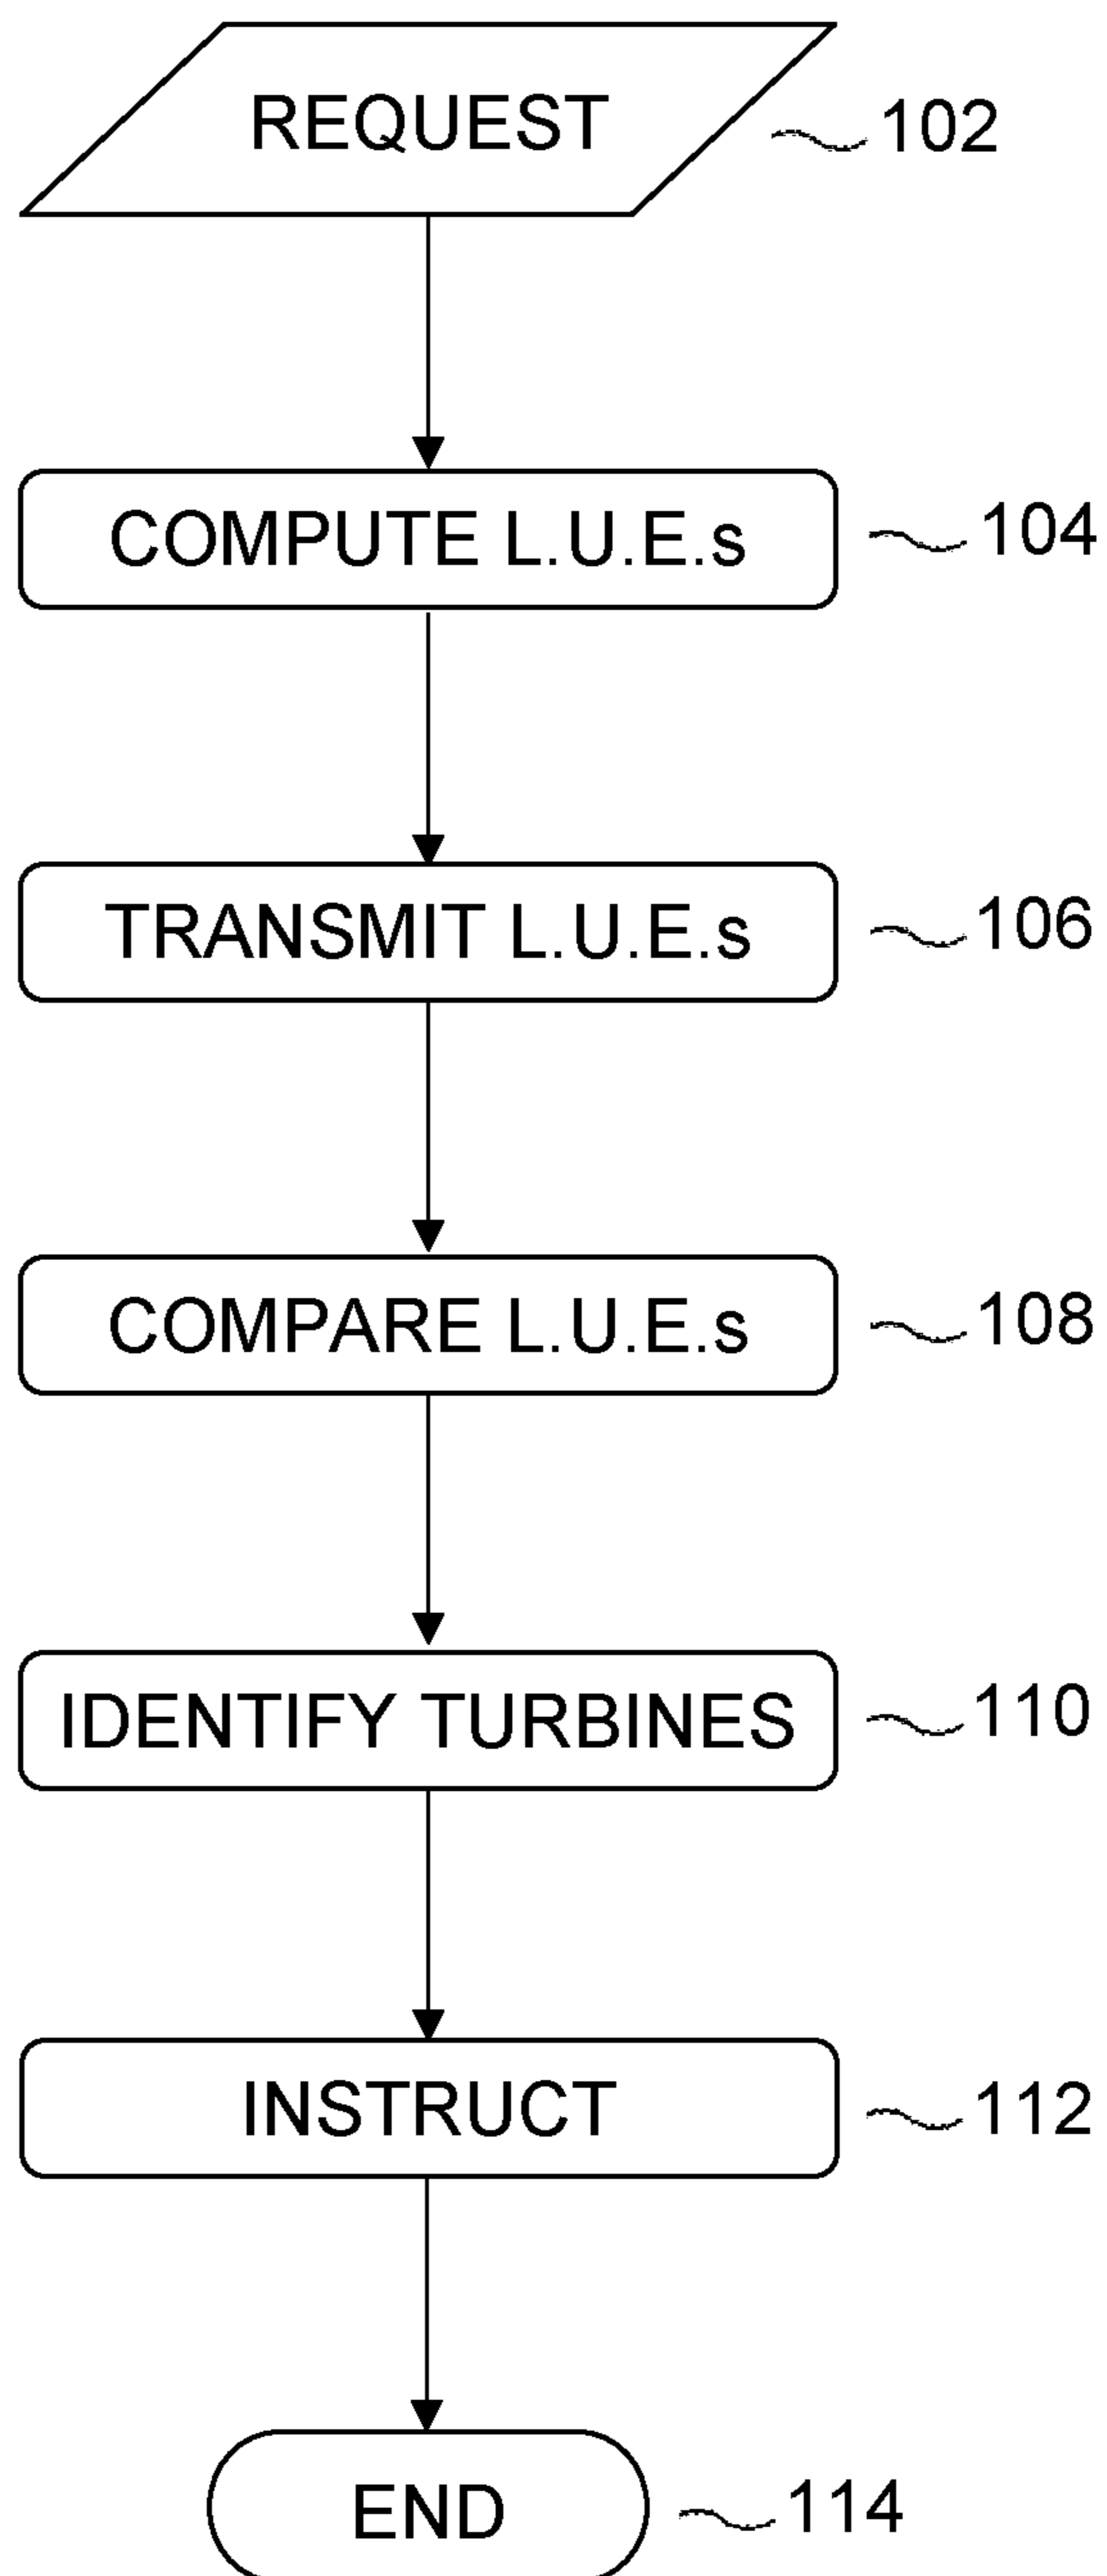 REQUEST
102
COMPUTE L.U.E.s
104
TRANSMIT L.U.E.s
106
COMPARE L.U.E.s
108
IDENTIFY TURBINES
110
INSTRUCT
112
END
114